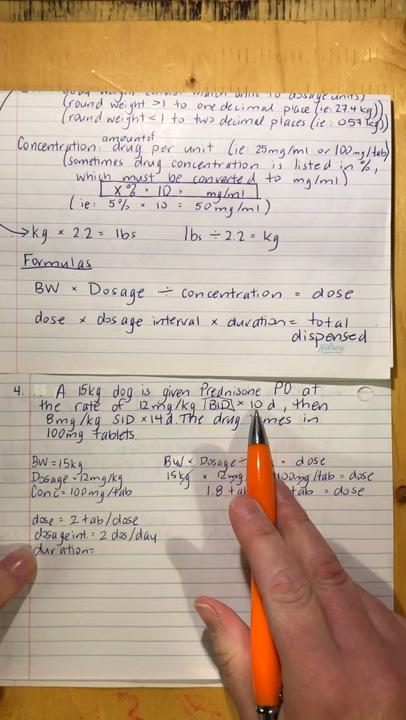 (round weight >1 to one decimal place (ie: 27.4 kg))
(round weight <1 to two decimal places (ie: 0.57 kg))
amount of
Concentration: drug per unit (ie: 25mg/ml or 100mg/tab)
(sometimes drug concentration is listed in %,
which must be converted to mg/ml)
X% × 10 = mg/ml
(ie: 5% × 10 = 50mg/ml)
kg × 2.2 = lbs lbs ÷ 2.2 = kg
Formulas
BW × Dosage ÷ concentration = dose
dose × dosage interval × duration = total
dispensed
Hilroy
4. A 15kg dog is given Prednisone PO at
the rate of 12mg/kg BID × 10 d, then
8mg/kg SID × 14 d. The drug comes in
100mg tablets.
BW = 15kg BW × Dosage ÷ = dose
Dosage = 12mg/kg 15kg × 12mg 100mg/tab = dose
Conc = 100mg/tab 1.8 tab = dose
dose = 2 tab/dose
dosage int. = 2 dos/day
duration=